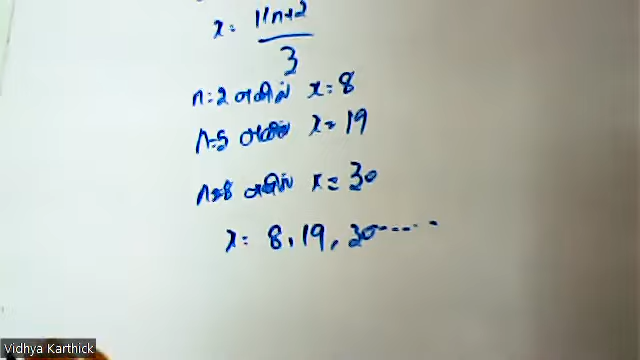 x = 11n+2
3
n=2 எனில் x=8
n=5 எனில் x=19
n=8 எனில் x=30
x = 8, 19, 30......
Vidhya Karthick